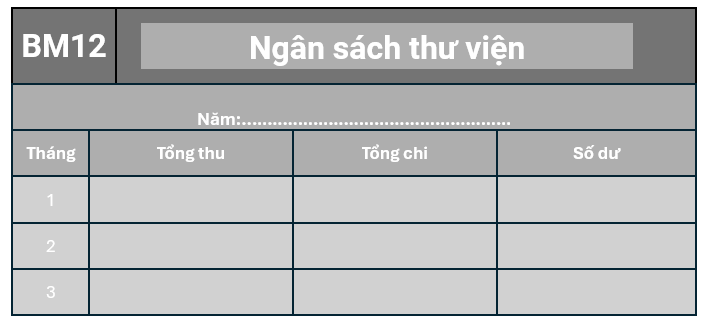 BM12 Ngân sách thư viện
Năm:......................................................
Tháng Tổng thu Tổng chi Số dư
1
2
3